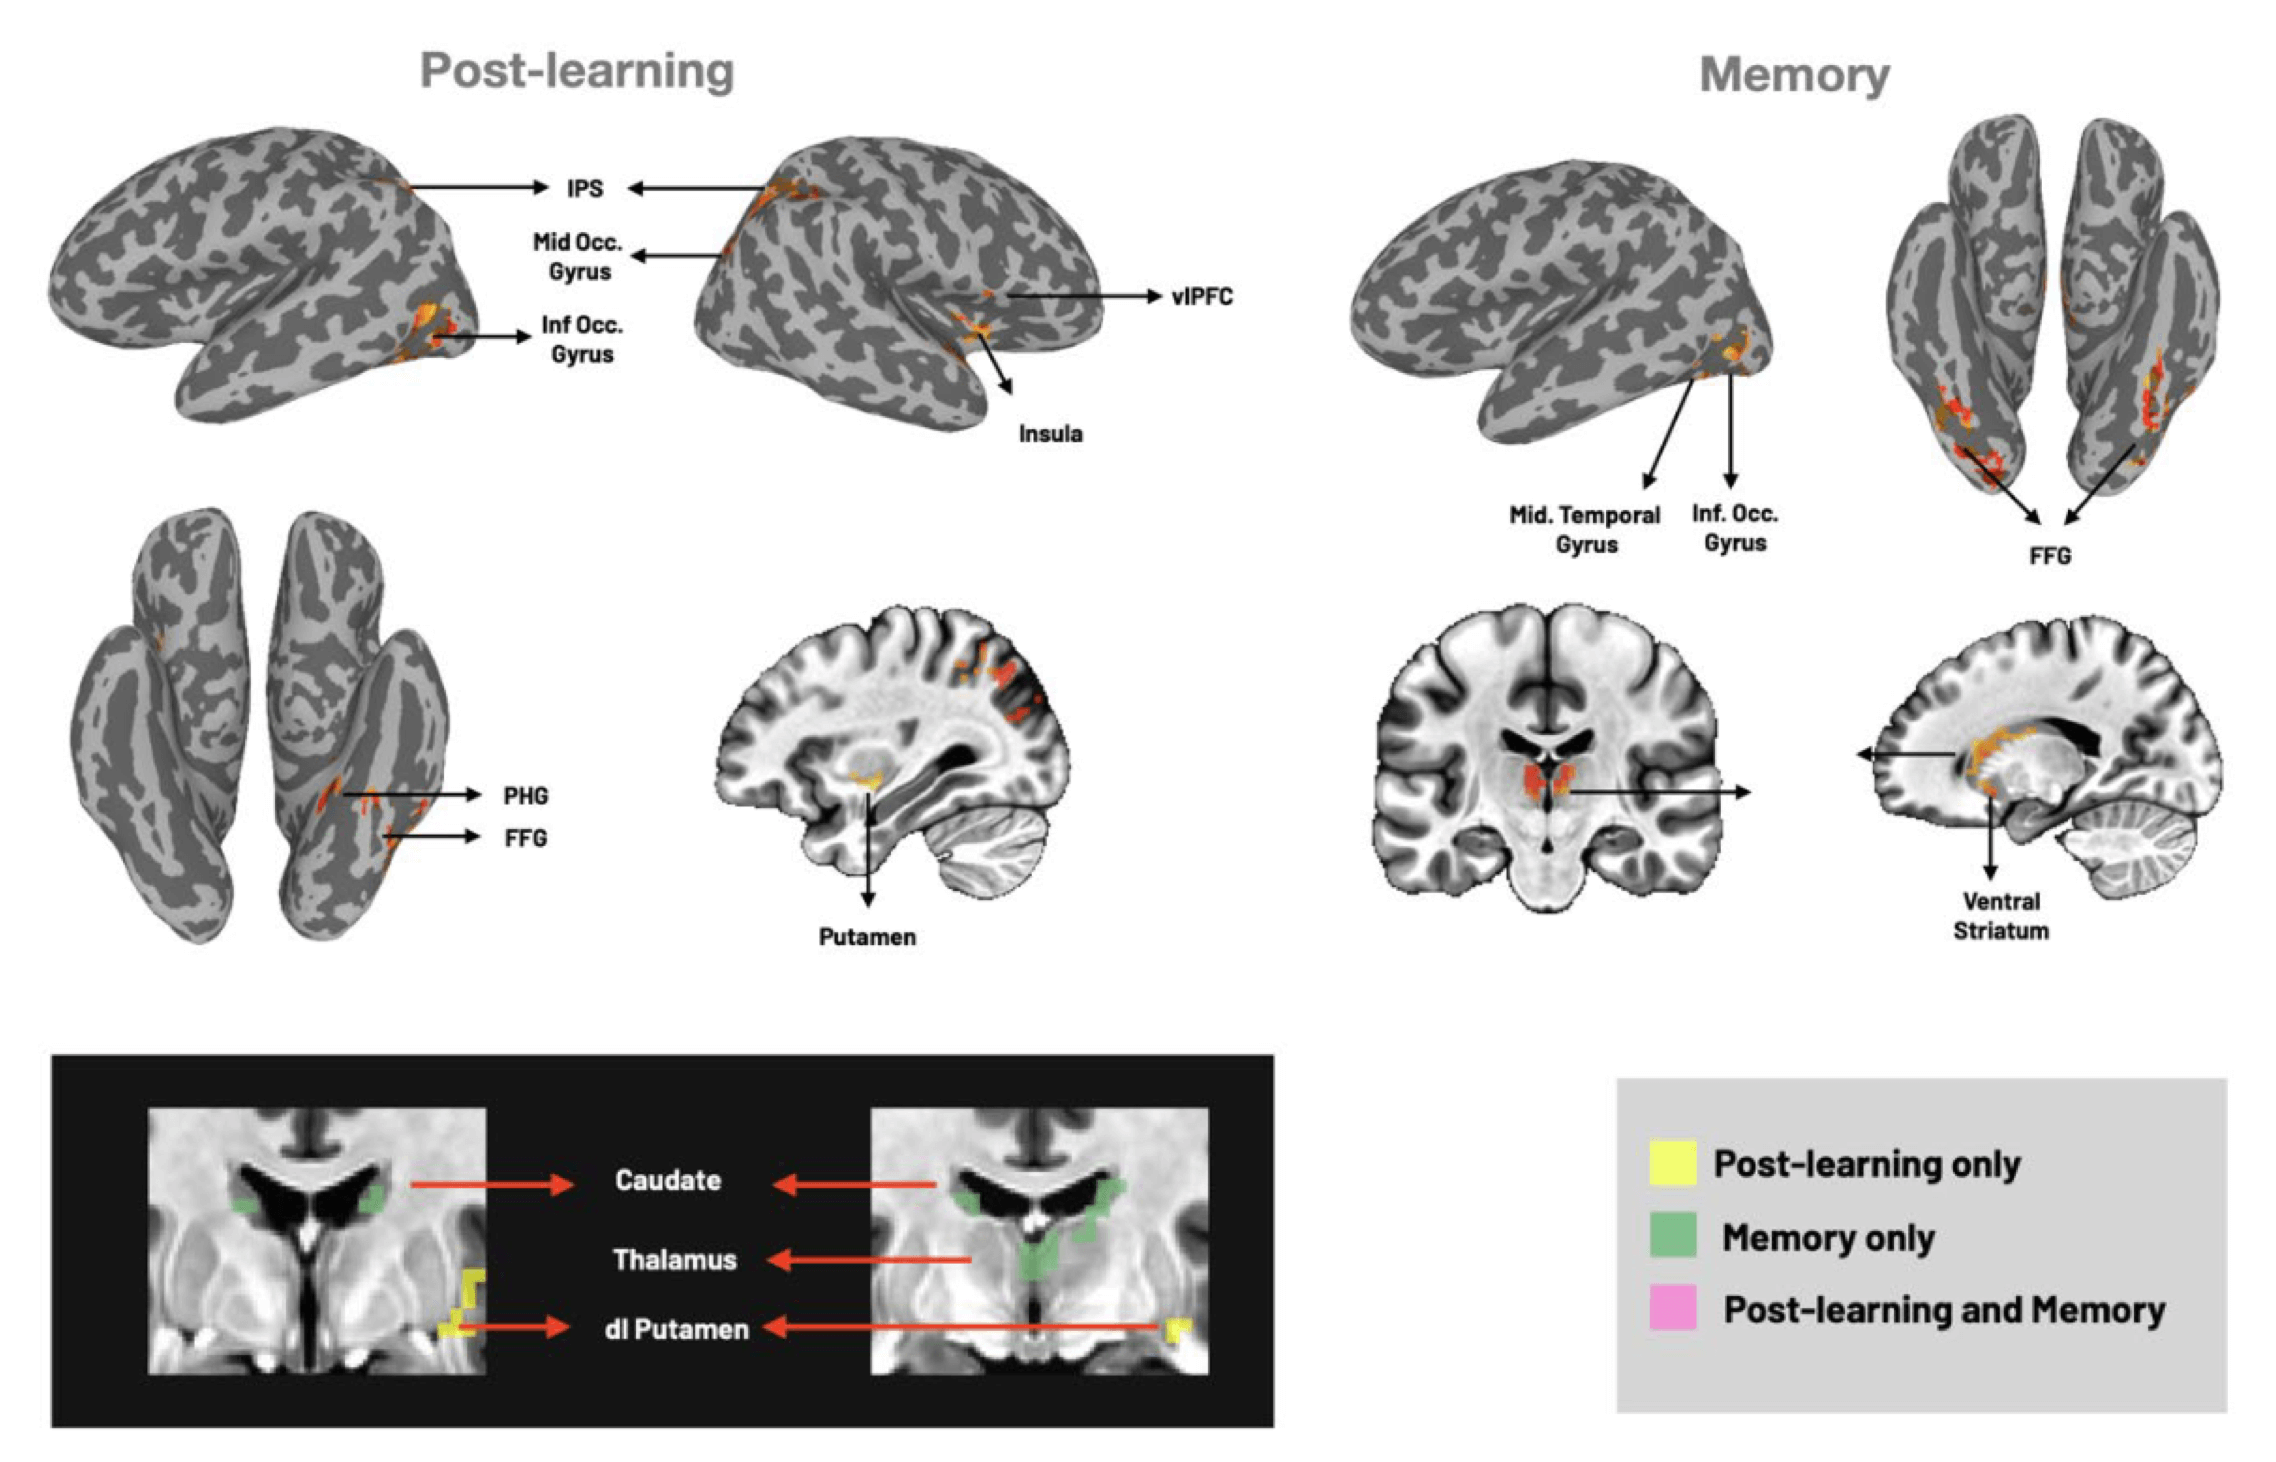 Post-learning
Memory
IPS
Mid Occ.
Gyrus
vlPFC
Inf Occ.
Gyrus
Insula
Mid. Temporal
Gyrus
Inf. Occ.
Gyrus
FFG
PHG
FFG
Putamen
Ventral
Striatum
Caudate
Thalamus
dl Putamen
Post-learning only
Memory only
Post-learning and Memory